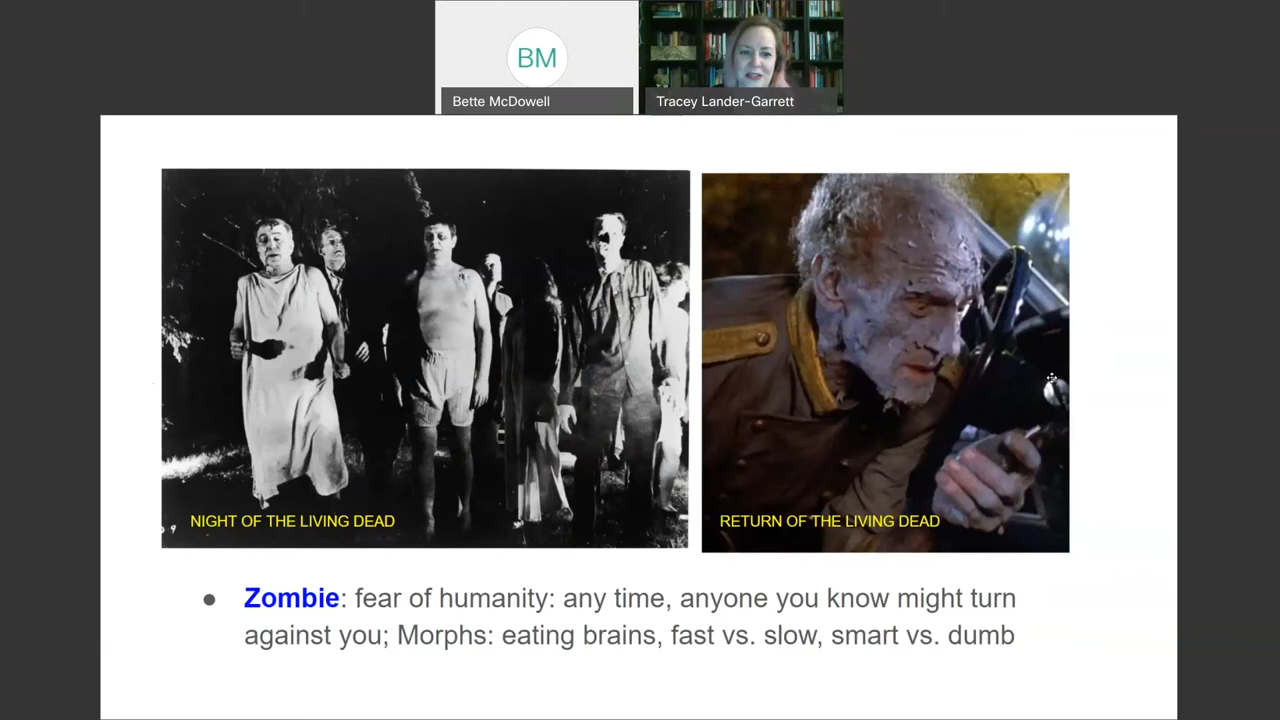 BM
Bette McDowell
Tracey Lander-Garrett
NIGHT OF THE LIVING DEAD
RETURN OF THE LIVING DEAD
● Zombie: fear of humanity: any time, anyone you know might turn
against you; Morphs: eating brains, fast vs. slow, smart vs. dumb